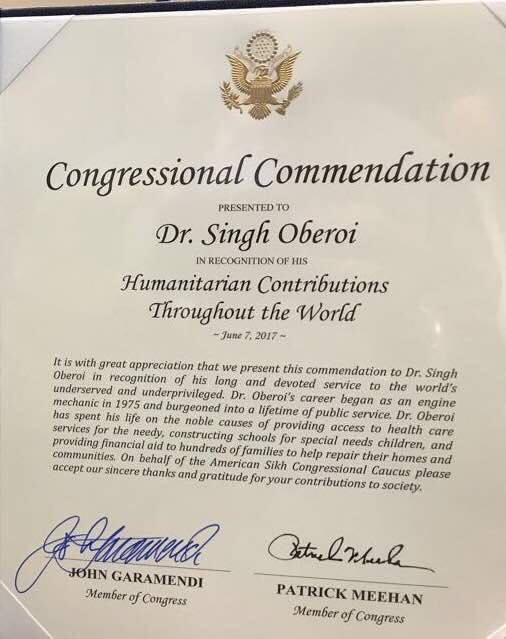 Congressional Commendation
PRESENTED TO
Dr. Singh Oberoi
IN RECOGNITION OF HIS
Humanitarian Contributions
Throughout the World
~ June 7, 2017 ~
It is with great appreciation that we present this commendation to Dr. Singh
Oberoi in recognition of his long and devoted service to the world's
underserved and underprivileged. Dr. Oberoi's career began as an engine
mechanic in 1975 and burgeoned into a lifetime of public service. Dr. Oberoi
has spent his life on the noble causes of providing access to health care
services for the needy, constructing schools for special needs children, and
providing financial aid to hundreds of families to help repair their homes and
communities. On behalf of the American Sikh Congressional Caucus please
accept our sincere thanks and gratitude for your contributions to society.
JOHN GARAMENDI
Member of Congress
PATRICK MEEHAN
Member of Congress